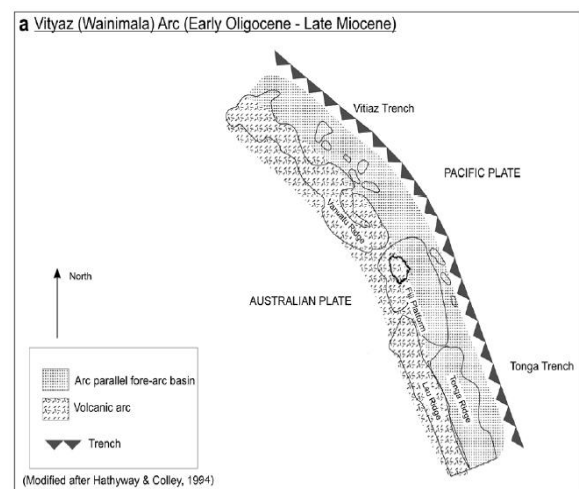 a Vityaz (Wainimala) Arc (Early Oligocene - Late Miocene)
Vitiaz Trench
PACIFIC PLATE
Vanuatu Ridge
North
AUSTRALIAN PLATE
Fiji Platform
Tonga Trench
Tonga Ridge
Lau Ridge
Arc parallel fore-arc basin
Volcanic arc
Trench
(Modified after Hathyway & Colley, 1994)